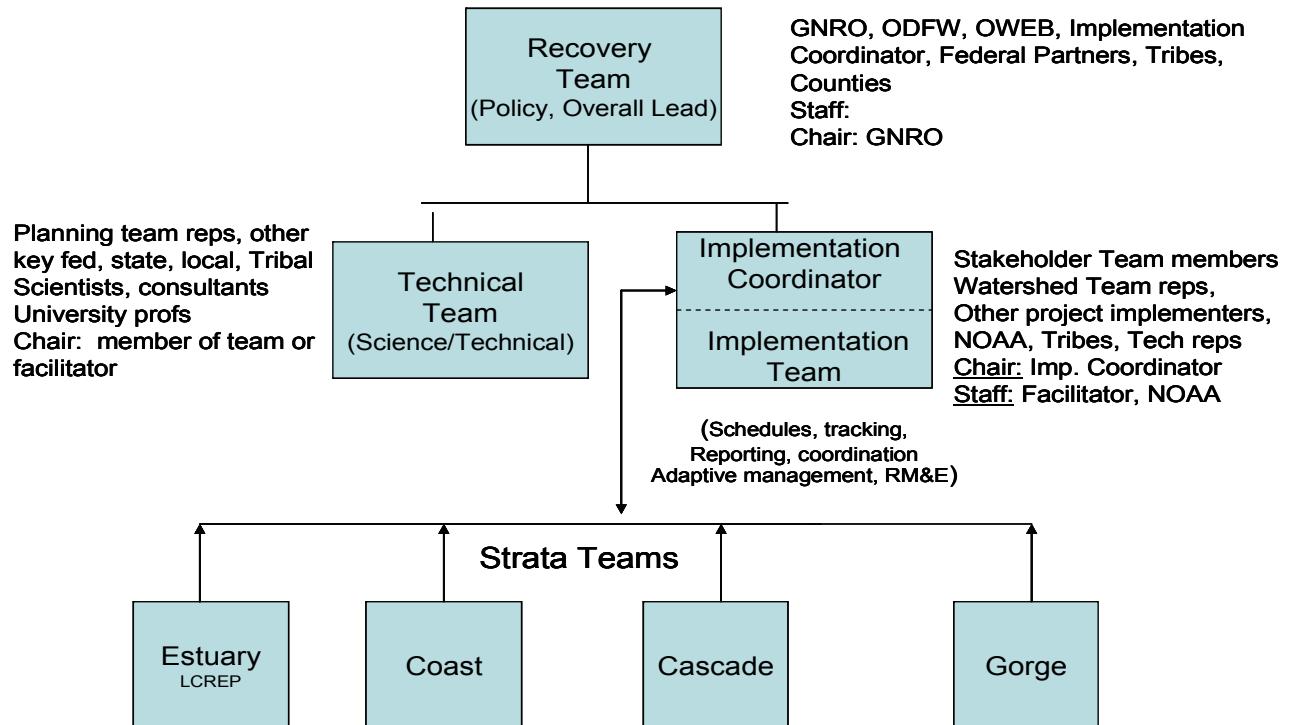 Recovery
Team
(Policy, Overall Lead)
GNRO, ODFW, OWEB, Implementation
Coordinator, Federal Partners, Tribes,
Counties
Staff:
Chair: GNRO
Planning team reps, other
key fed, state, local, Tribal
Scientists, consultants
University profs
Chair: member of team or
facilitator
Technical
Team
(Science/Technical)
Implementation
Coordinator
Implementation
Team
Stakeholder Team members
Watershed Team reps,
Other project implementers,
NOAA, Tribes, Tech reps
Chair: Imp. Coordinator
Staff: Facilitator, NOAA
(Schedules, tracking,
Reporting, coordination
Adaptive management, RM&E)
Strata Teams
Estuary
LCREP
Coast
Cascade
Gorge